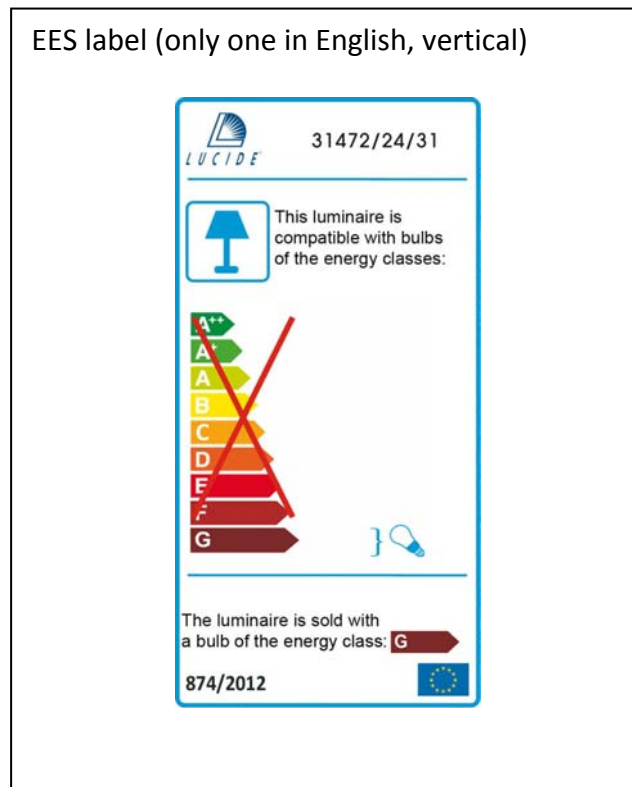 EES label (only one in English, vertical)
LUCIDE
31472/24/31
This luminaire is
compatible with bulbs
of the energy classes:
A++
A+
A
B
C
D
E
F
G
}
The luminaire is sold with
a bulb of the energy class: G
874/2012